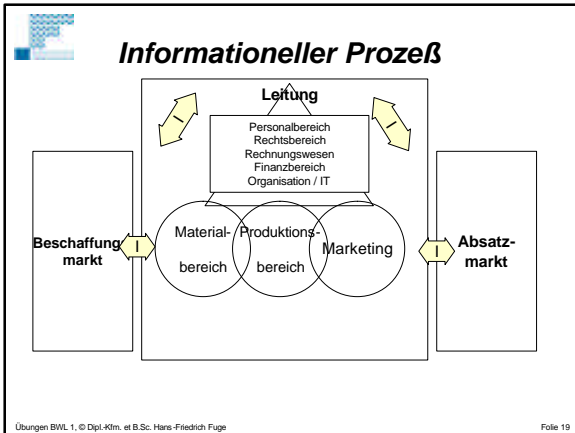 Informationeller Prozeß
Leitung
I
I
Personalbereich
Rechtsbereich
Rechnungswesen
Finanzbereich
Organisation / IT
Beschaffung
markt
I
Material-
bereich
Produktions-
bereich
Marketing
I
Absatz-
markt
Übungen BWL 1, © Dipl.-Kfm. et B.Sc. Hans-Friedrich Fuge
Folie 19